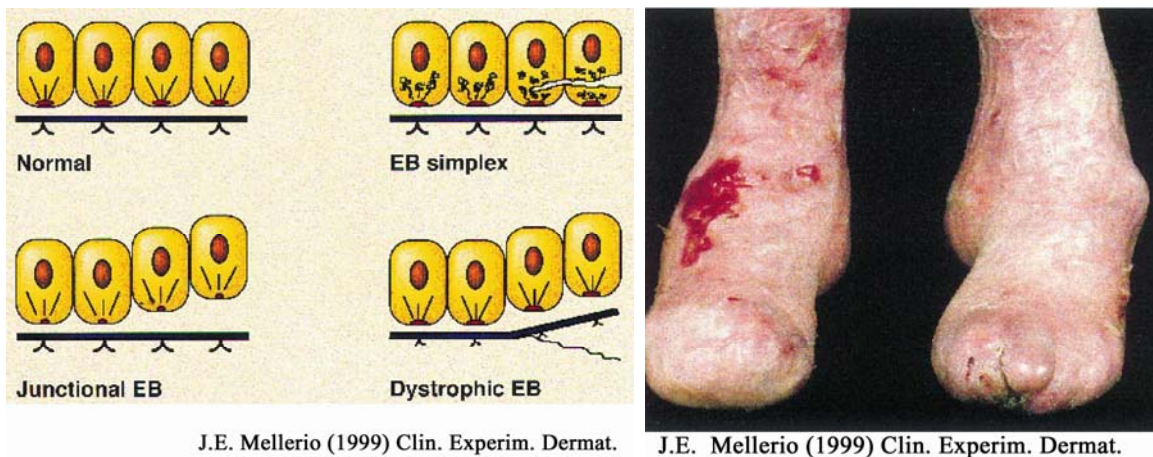 Normal
EB simplex
Junctional EB
Dystrophic EB
J.E. Mellerio (1999) Clin. Experim. Dermat.
J.E. Mellerio (1999) Clin. Experim. Dermat.